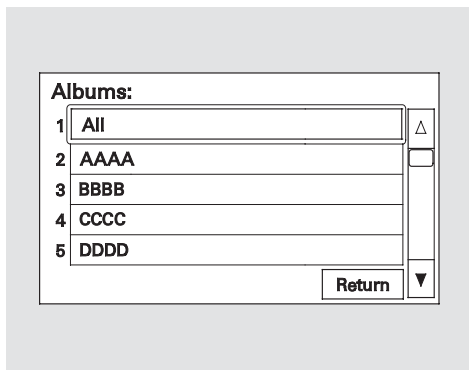 Albums:
1 All
2 AAAA
3 BBBB
4 CCCC
5 DDDD
Return